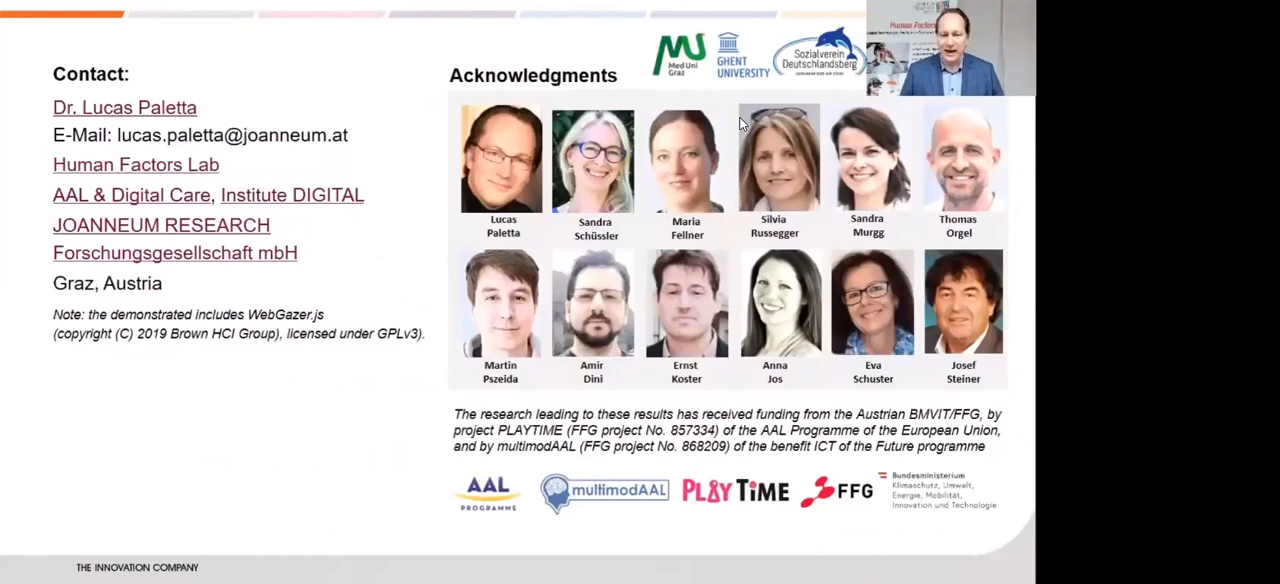 Contact:
Dr. Lucas Paletta
E-Mail: lucas.paletta@joanneum.at
Human Factors Lab
AAL & Digital Care, Institute DIGITAL
JOANNEUM RESEARCH
Forschungsgesellschaft mbH
Graz, Austria
Note: the demonstrated includes WebGazer.js
(copyright (C) 2019 Brown HCI Group), licensed under GPLv3).
Acknowledgments
Med Uni
Graz
GHENT
UNIVERSITY
Sozialverein
Deutschlandsberg
Human Factors
Lucas
Paletta
Sandra
Schüssler
Maria
Fellner
Silvia
Russegger
Sandra
Murgg
Thomas
Orgel
Martin
Pszeida
Amir
Dini
Ernst
Koster
Anna
Jos
Eva
Schuster
Josef
Steiner
The research leading to these results has received funding from the Austrian BMVIT/FFG, by
project PLAYTIME (FFG project No. 857334) of the AAL Programme of the European Union,
and by multimodAAL (FFG project No. 868209) of the benefit ICT of the Future programme
AAL
PROGRAMME
multimodAAL
PLAYTiME
FFG
Bundesministerium
Klimaschutz, Umwelt,
Energie, Mobilität,
Innovation und Technologie
THE INNOVATION COMPANY